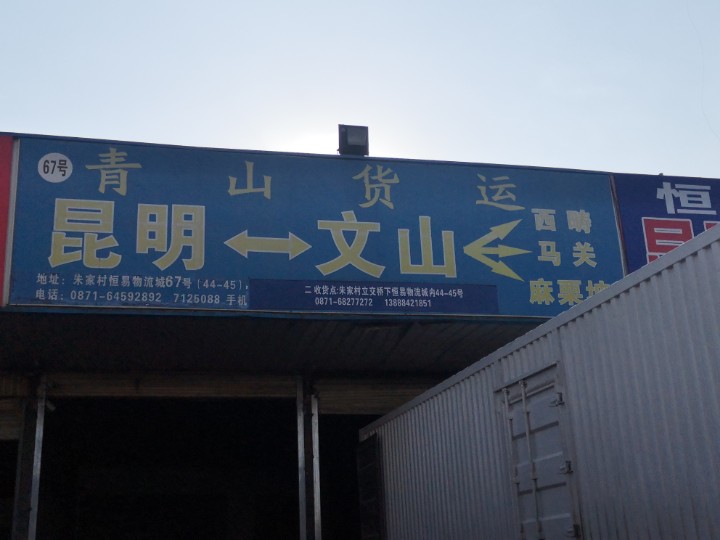 67号
青山货运
昆明 文山
西畴
马关
麻栗坡
地址：朱家村恒易物流城67号（44-45），
电话：0871-64592892 7125088 手机
二收货点：朱家村立交桥下恒易物流城内44-45号
0871-68277272 13888421851
恒